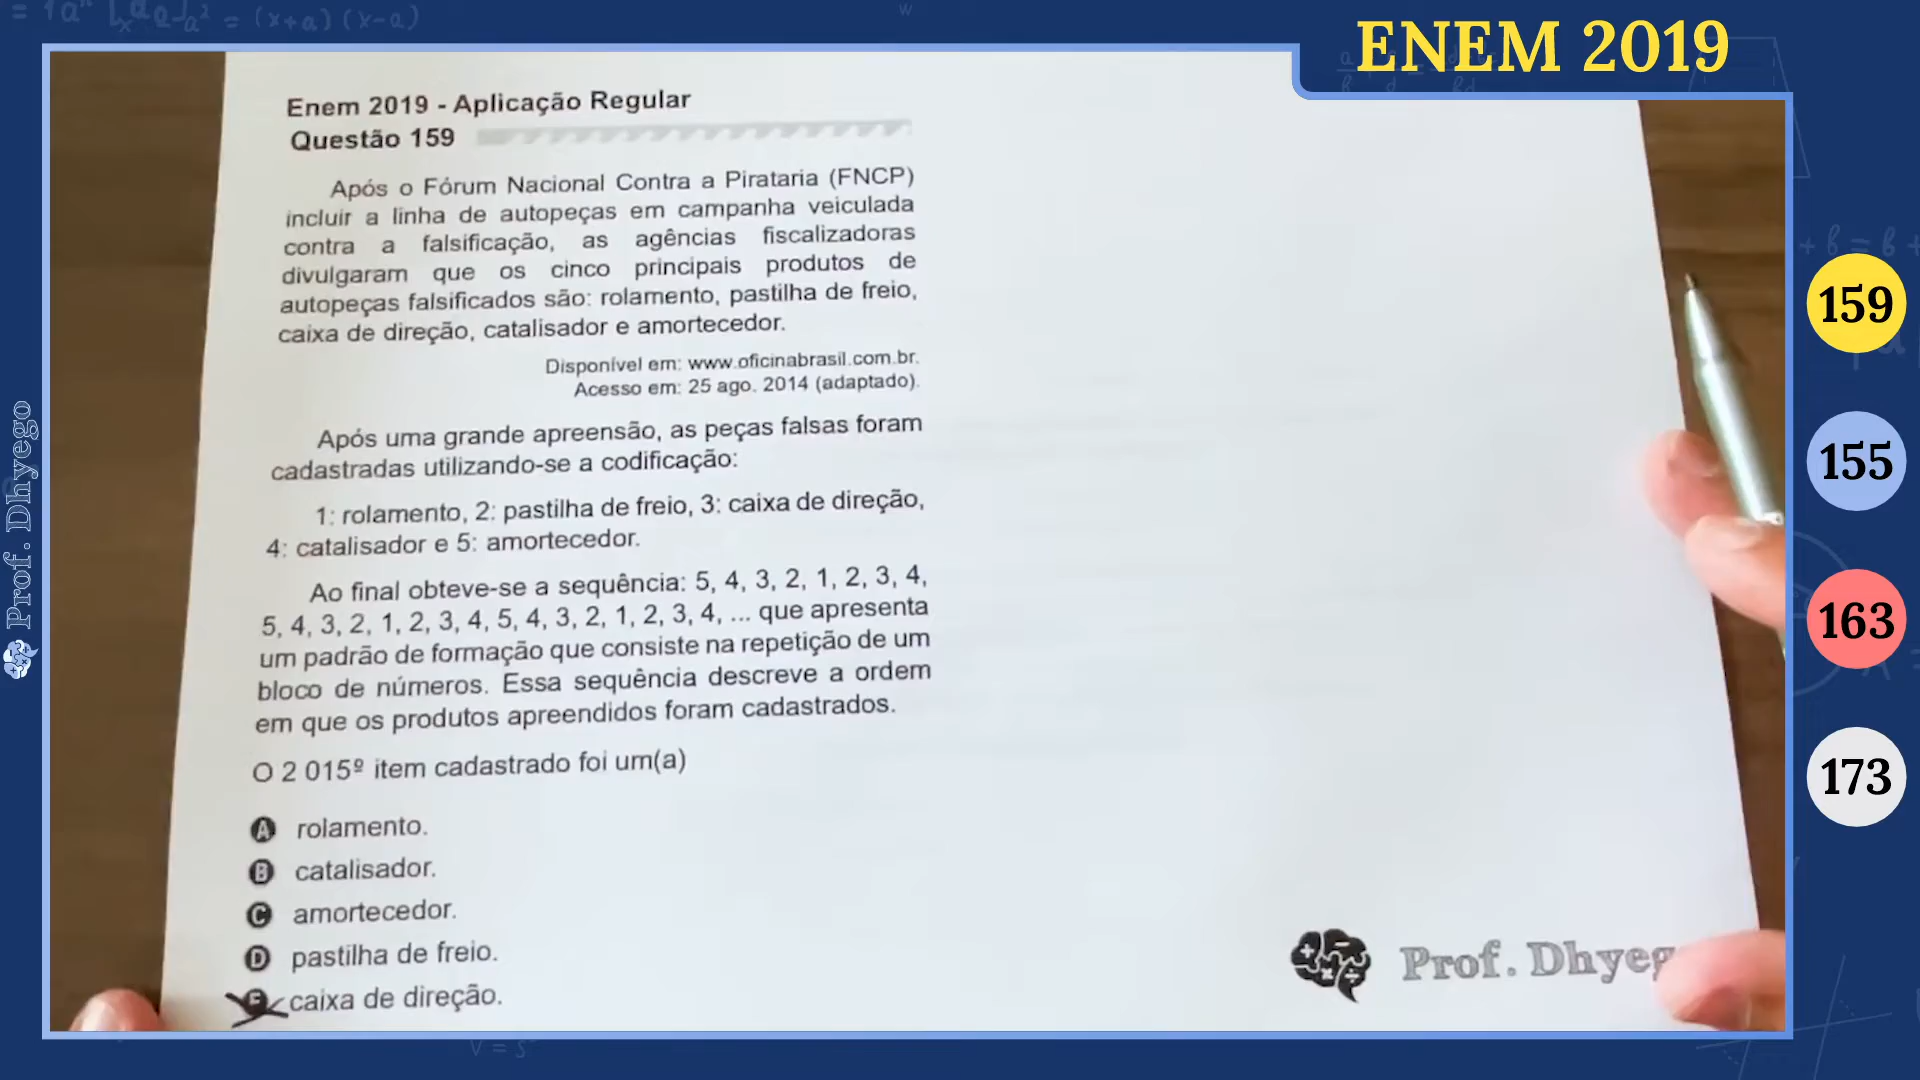 ENEM 2019
Enem 2019 - Aplicação Regular
Questão 159
Após o Fórum Nacional Contra a Pirataria (FNCP)
incluir a linha de autopeças em campanha veiculada
contra a falsificação, as agências fiscalizadoras
divulgaram que os cinco principais produtos de
autopeças falsificados são: rolamento, pastilha de freio,
caixa de direção, catalisador e amortecedor.
Disponível em: www.oficinabrasil.com.br.
Acesso em: 25 ago. 2014 (adaptado).
Após uma grande apreensão, as peças falsas foram
cadastradas utilizando-se a codificação:
1: rolamento, 2: pastilha de freio, 3: caixa de direção,
4: catalisador e 5: amortecedor.
Ao final obteve-se a sequência: 5, 4, 3, 2, 1, 2, 3, 4,
5, 4, 3, 2, 1, 2, 3, 4, 5, 4, 3, 2, 1, 2, 3, 4, ... que apresenta
um padrão de formação que consiste na repetição de um
bloco de números. Essa sequência descreve a ordem
em que os produtos apreendidos foram cadastrados.
O 2 015º item cadastrado foi um(a)
A rolamento.
B catalisador.
C amortecedor.
D pastilha de freio.
E caixa de direção.
Prof. Dhyeg
159
155
163
173
Prof. Dhyego
= (x+a) (x-a)